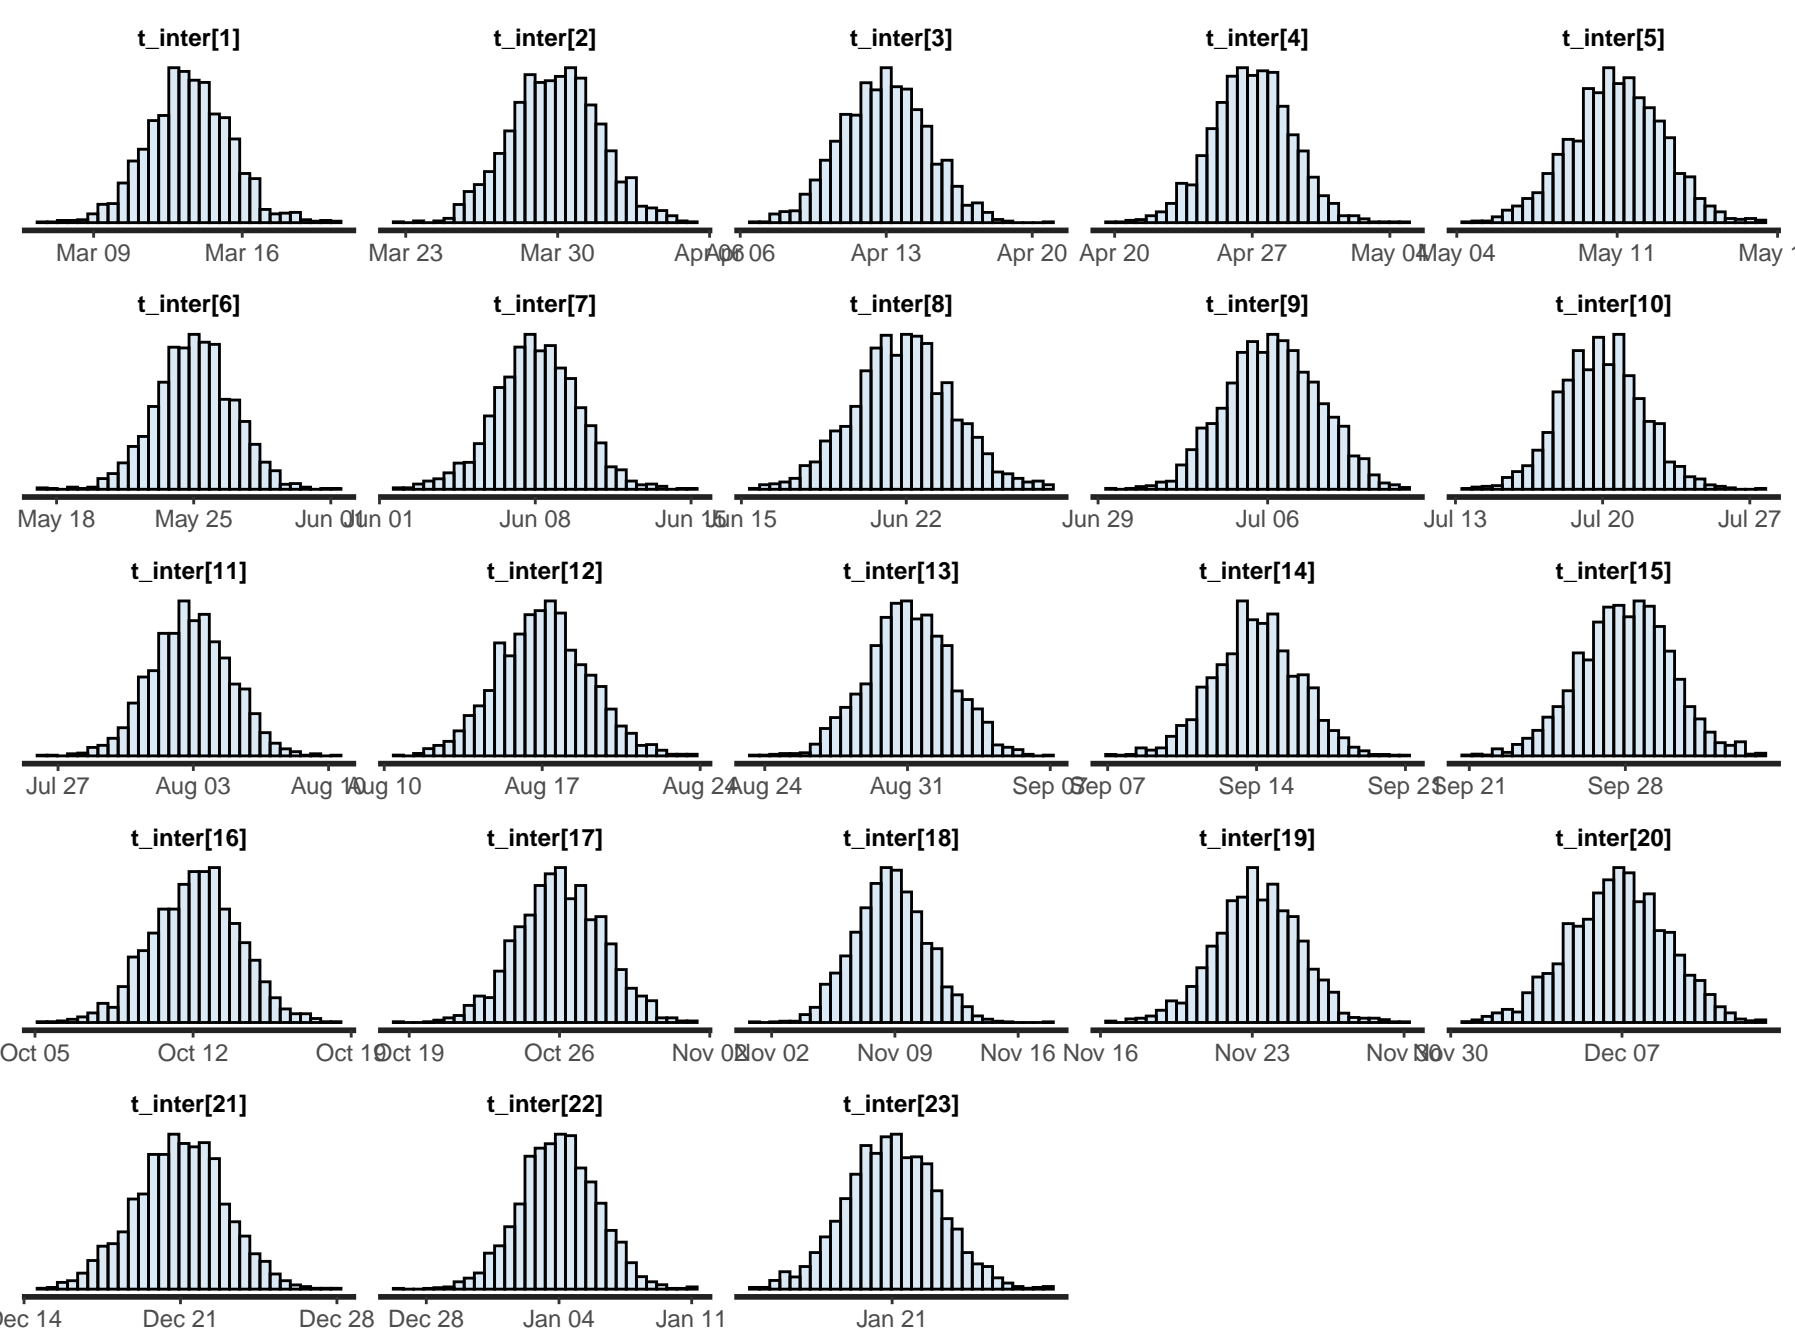 t_inter[1] t_inter[2] t_inter[3] t_inter[4] t_inter[5]
Mar 09 Mar 16 Mar 23 Mar 30 Apr 06 Apr 06 Apr 13 Apr 20 Apr 20 Apr 27 May 04 May 04 May 11 May 1
t_inter[6] t_inter[7] t_inter[8] t_inter[9] t_inter[10]
May 18 May 25 Jun 01 Jun 01 Jun 08 Jun 15 Jun 15 Jun 22 Jun 29 Jul 06 Jul 13 Jul 20 Jul 27
t_inter[11] t_inter[12] t_inter[13] t_inter[14] t_inter[15]
Jul 27 Aug 03 Aug 10 Aug 10 Aug 17 Aug 24 Aug 24 Aug 31 Sep 07 Sep 07 Sep 14 Sep 21 Sep 21 Sep 28
t_inter[16] t_inter[17] t_inter[18] t_inter[19] t_inter[20]
Oct 05 Oct 12 Oct 19 Oct 19 Oct 26 Nov 02 Nov 02 Nov 09 Nov 16 Nov 16 Nov 23 Nov 30 Nov 30 Dec 07
t_inter[21] t_inter[22] t_inter[23]
Dec 14 Dec 21 Dec 28 Dec 28 Jan 04 Jan 11 Jan 21